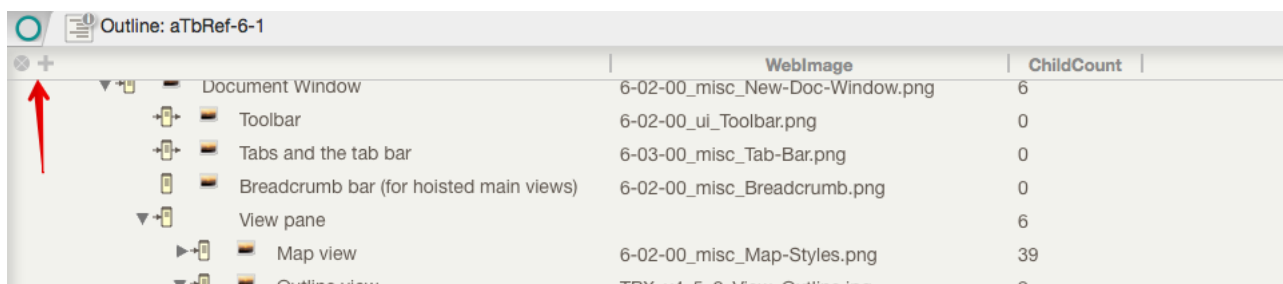 Outline: aTbRef-6-1
WebImage ChildCount
Document Window 6-02-00_misc_New-Doc-Window.png 6
Toolbar 6-02-00_ui_Toolbar.png 0
Tabs and the tab bar 6-03-00_misc_Tab-Bar.png 0
Breadcrumb bar (for hoisted main views) 6-02-00_misc_Breadcrumb.png 0
View pane 6
Map view 6-02-00_misc_Map-Styles.png 39
Outline view